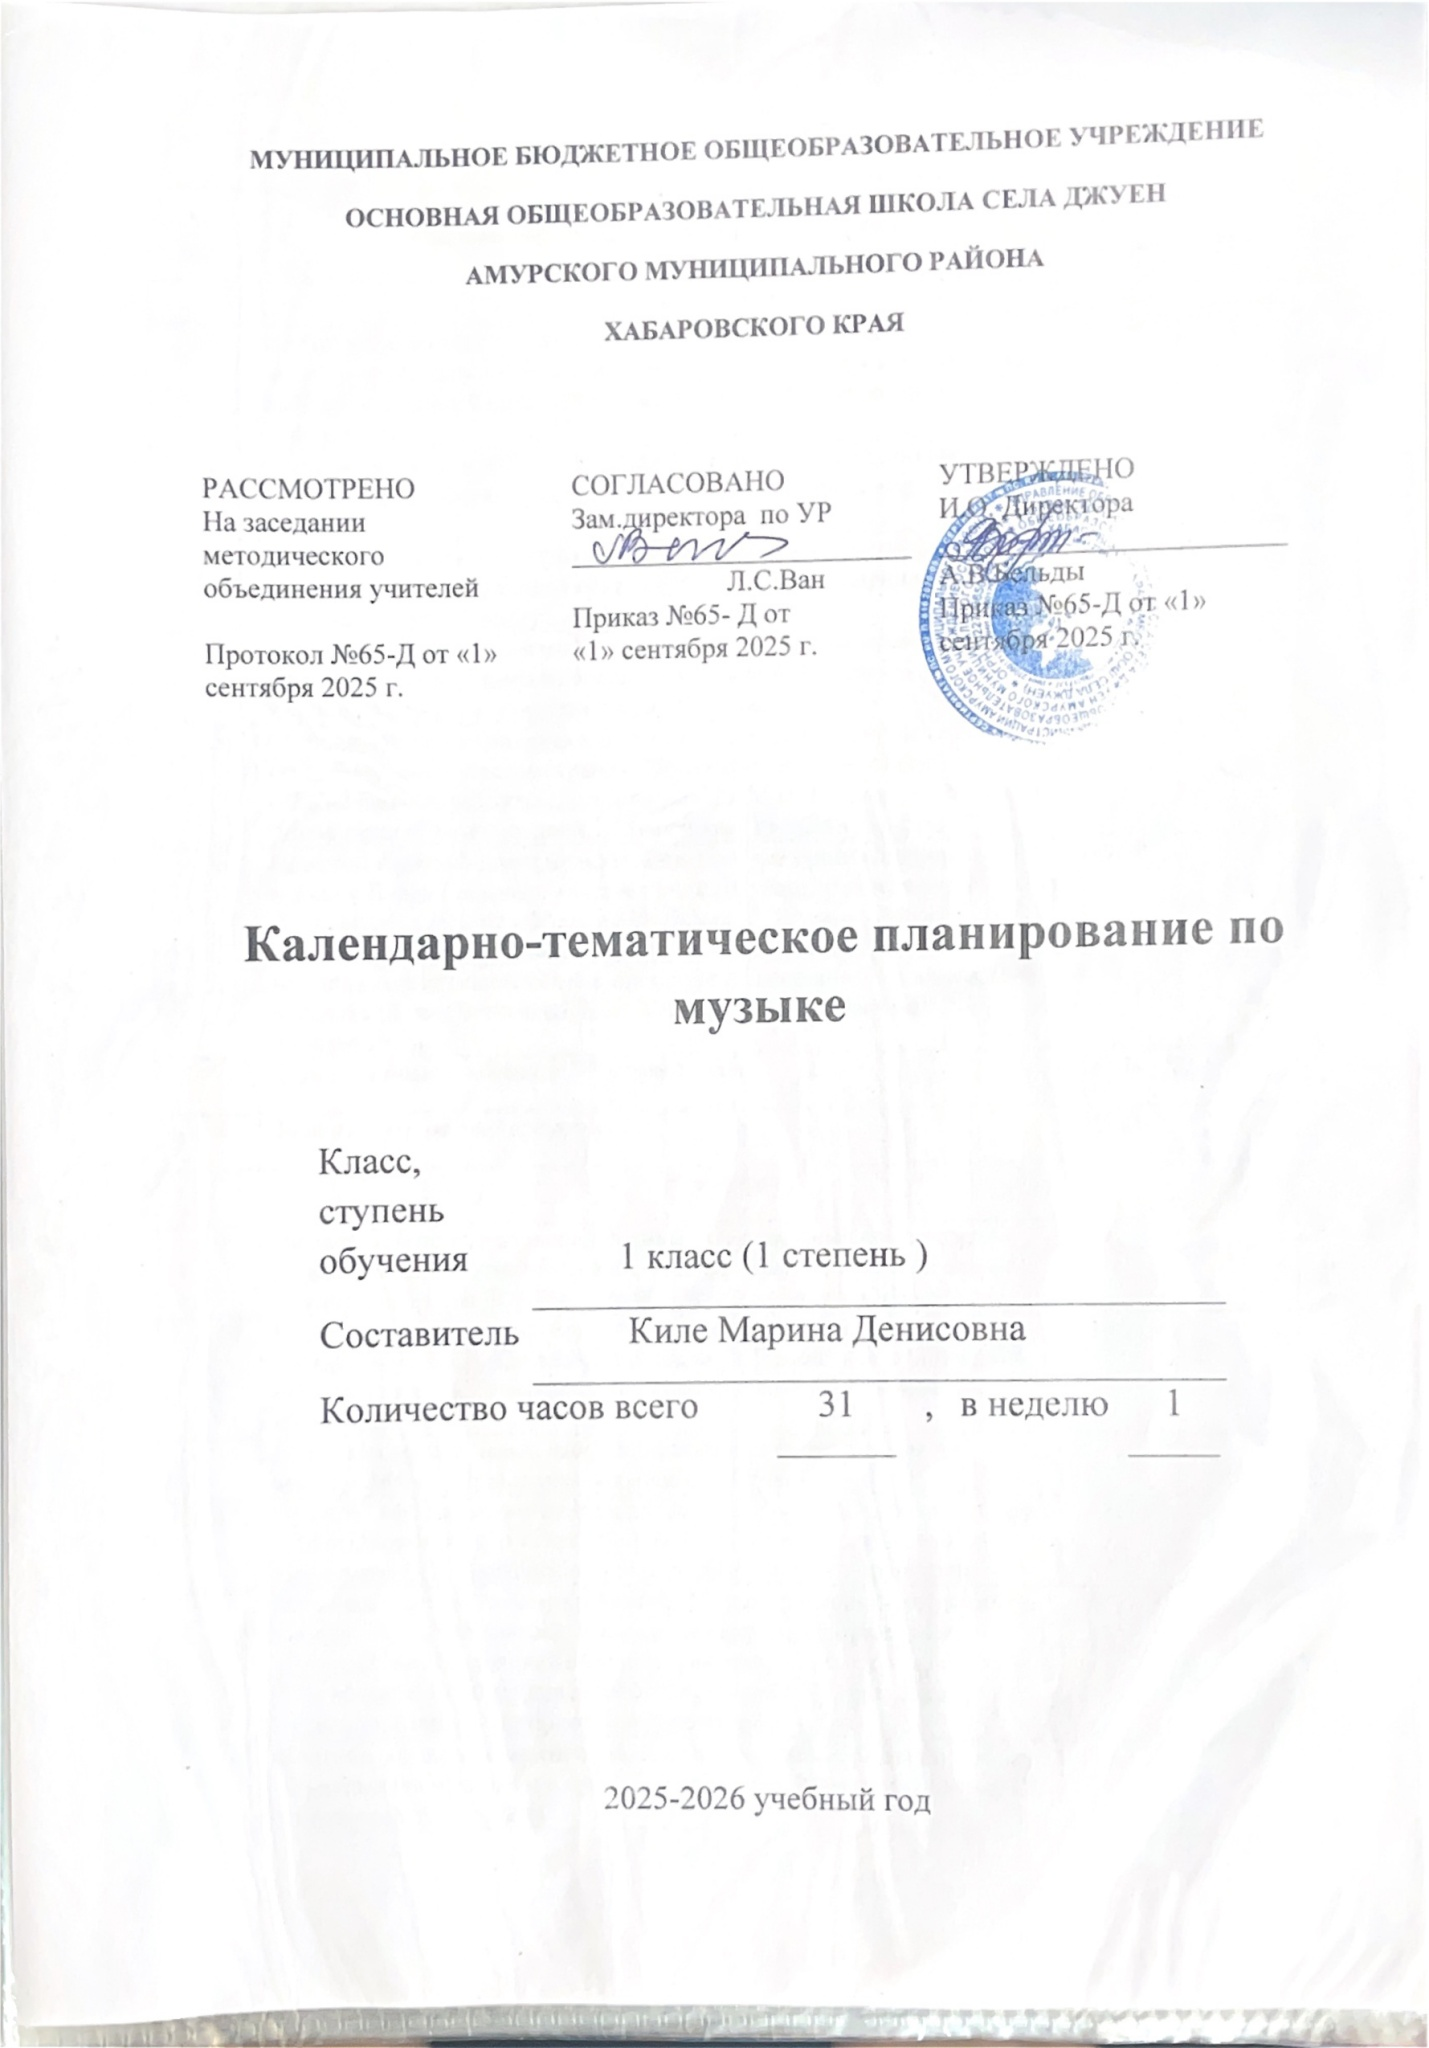 МУНИЦИПАЛЬНОЕ БЮДЖЕТНОЕ ОБЩЕОБРАЗОВАТЕЛЬНОЕ УЧРЕЖДЕНИЕ
ОСНОВНАЯ ОБЩЕОБРАЗОВАТЕЛЬНАЯ ШКОЛА СЕЛА ДЖУЕН
АМУРСКОГО МУНИЦИПАЛЬНОГО РАЙОНА
ХАБАРОВСКОГО КРАЯ
РАССМОТРЕНО
На заседании
методического
объединения учителей
Протокол №65-Д от «1»
сентября 2025 г.
СОГЛАСОВАНО
Зам.директора по УР
Л.С.Ван
Приказ №65- Д от
«1» сентября 2025 г.
УТВЕРЖДЕНО
И.О. Директора
А.В.Бельды
Приказ №65-Д от «1»
сентября 2025 г.
Календарно-тематическое планирование по
музыке
Класс,
ступень
обучения 1 класс (1 степень )
Составитель Киле Марина Денисовна
Количество часов всего 31 , в неделю 1
2025-2026 учебный год